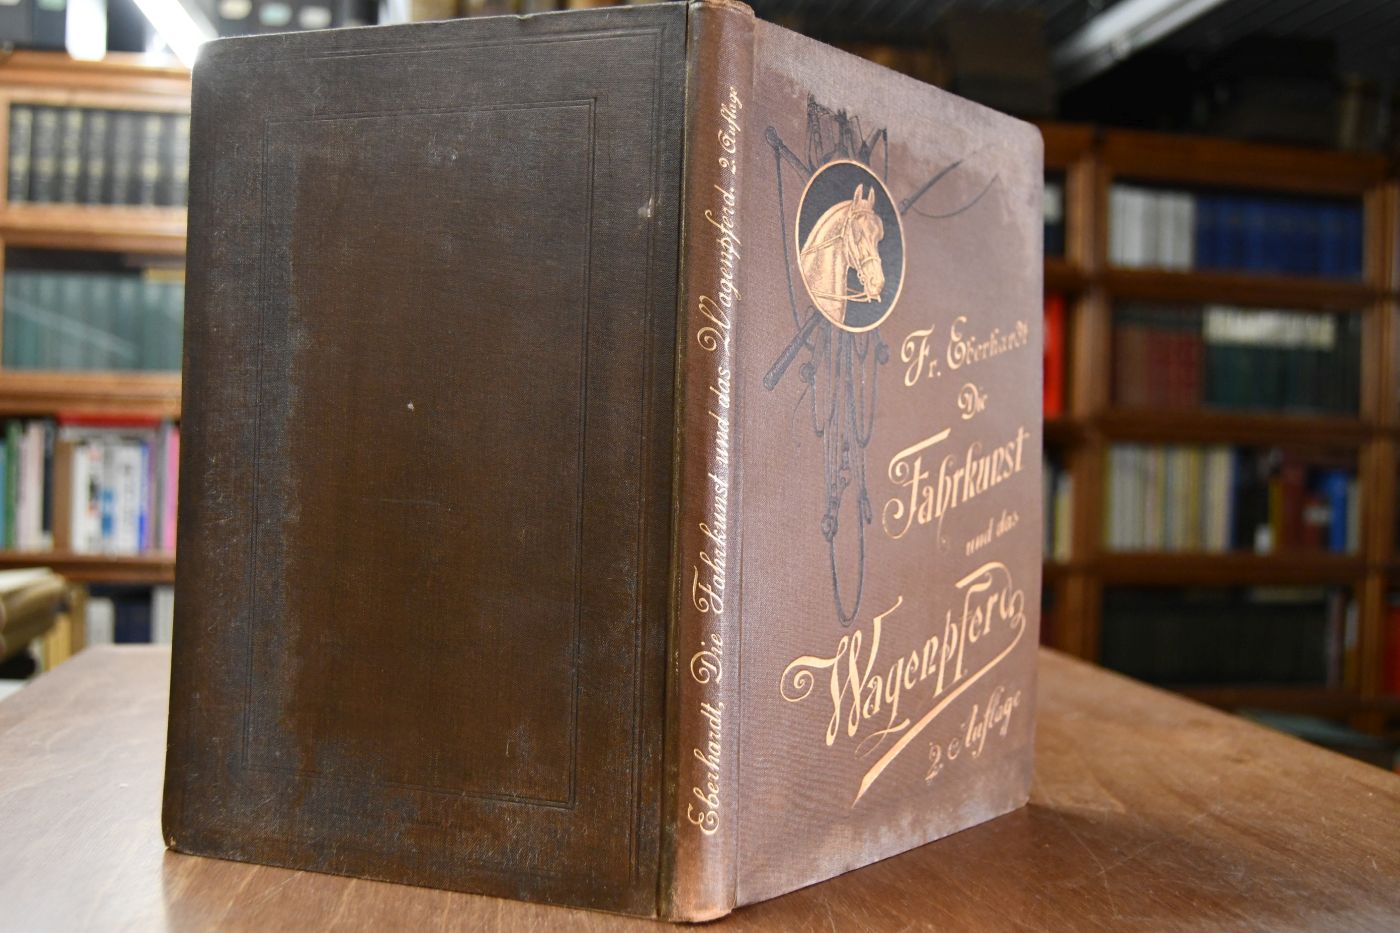 Eberhardt, Die Fahrkunst und das Wagenpferd. 2. Auflage
Fr. Eberhardt
Die
Fahrkunst
und das
Wagenpferd
2. Auflage